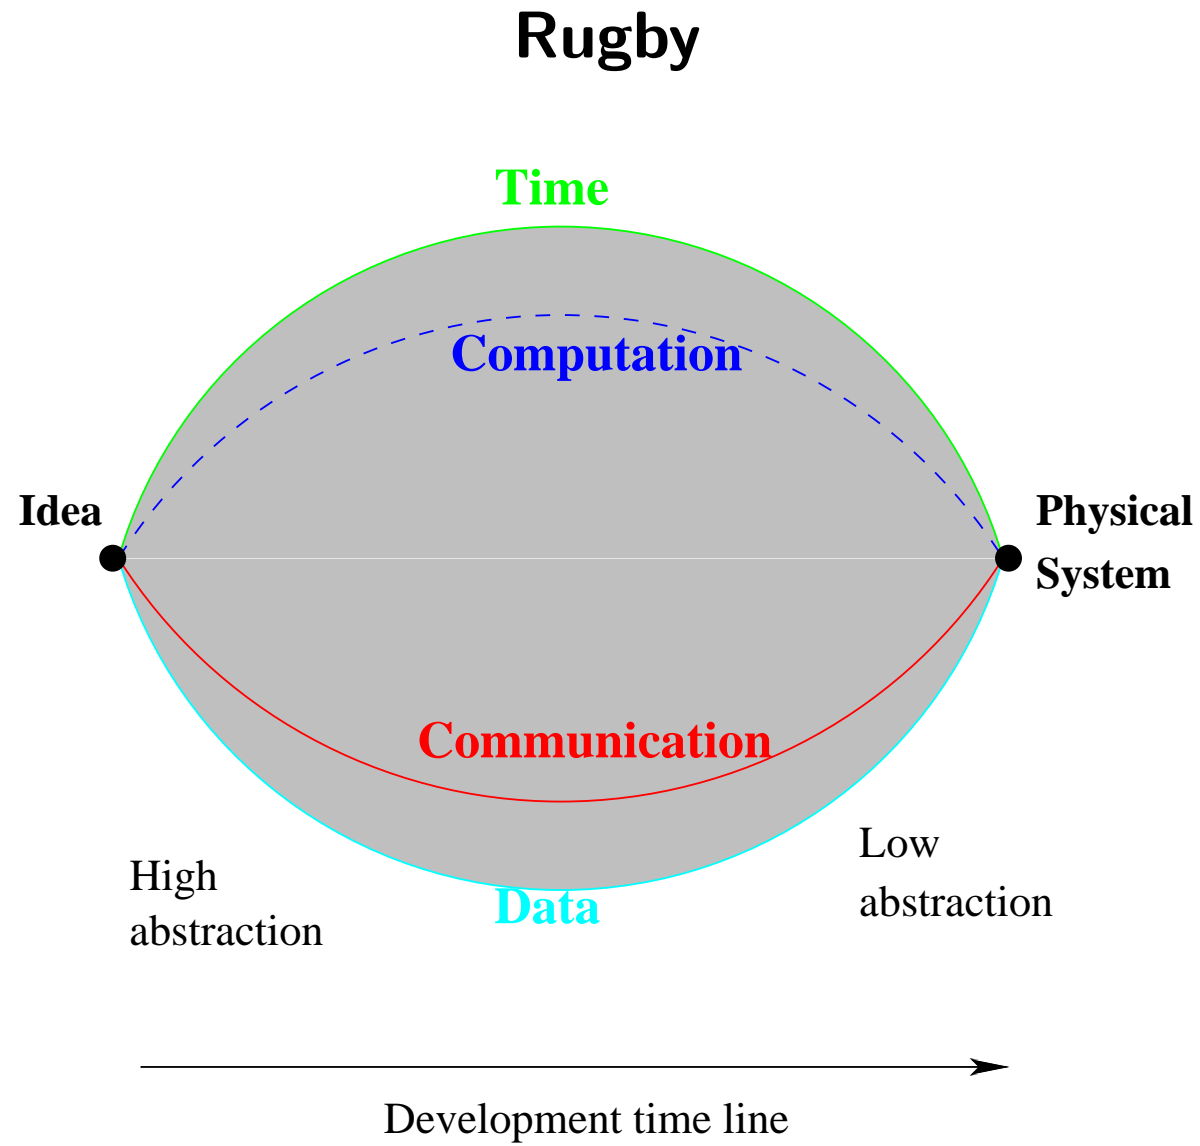 Rugby
Time
Computation
Idea
Physical
System
Communication
Low
abstraction
High
abstraction
Data
Development time line